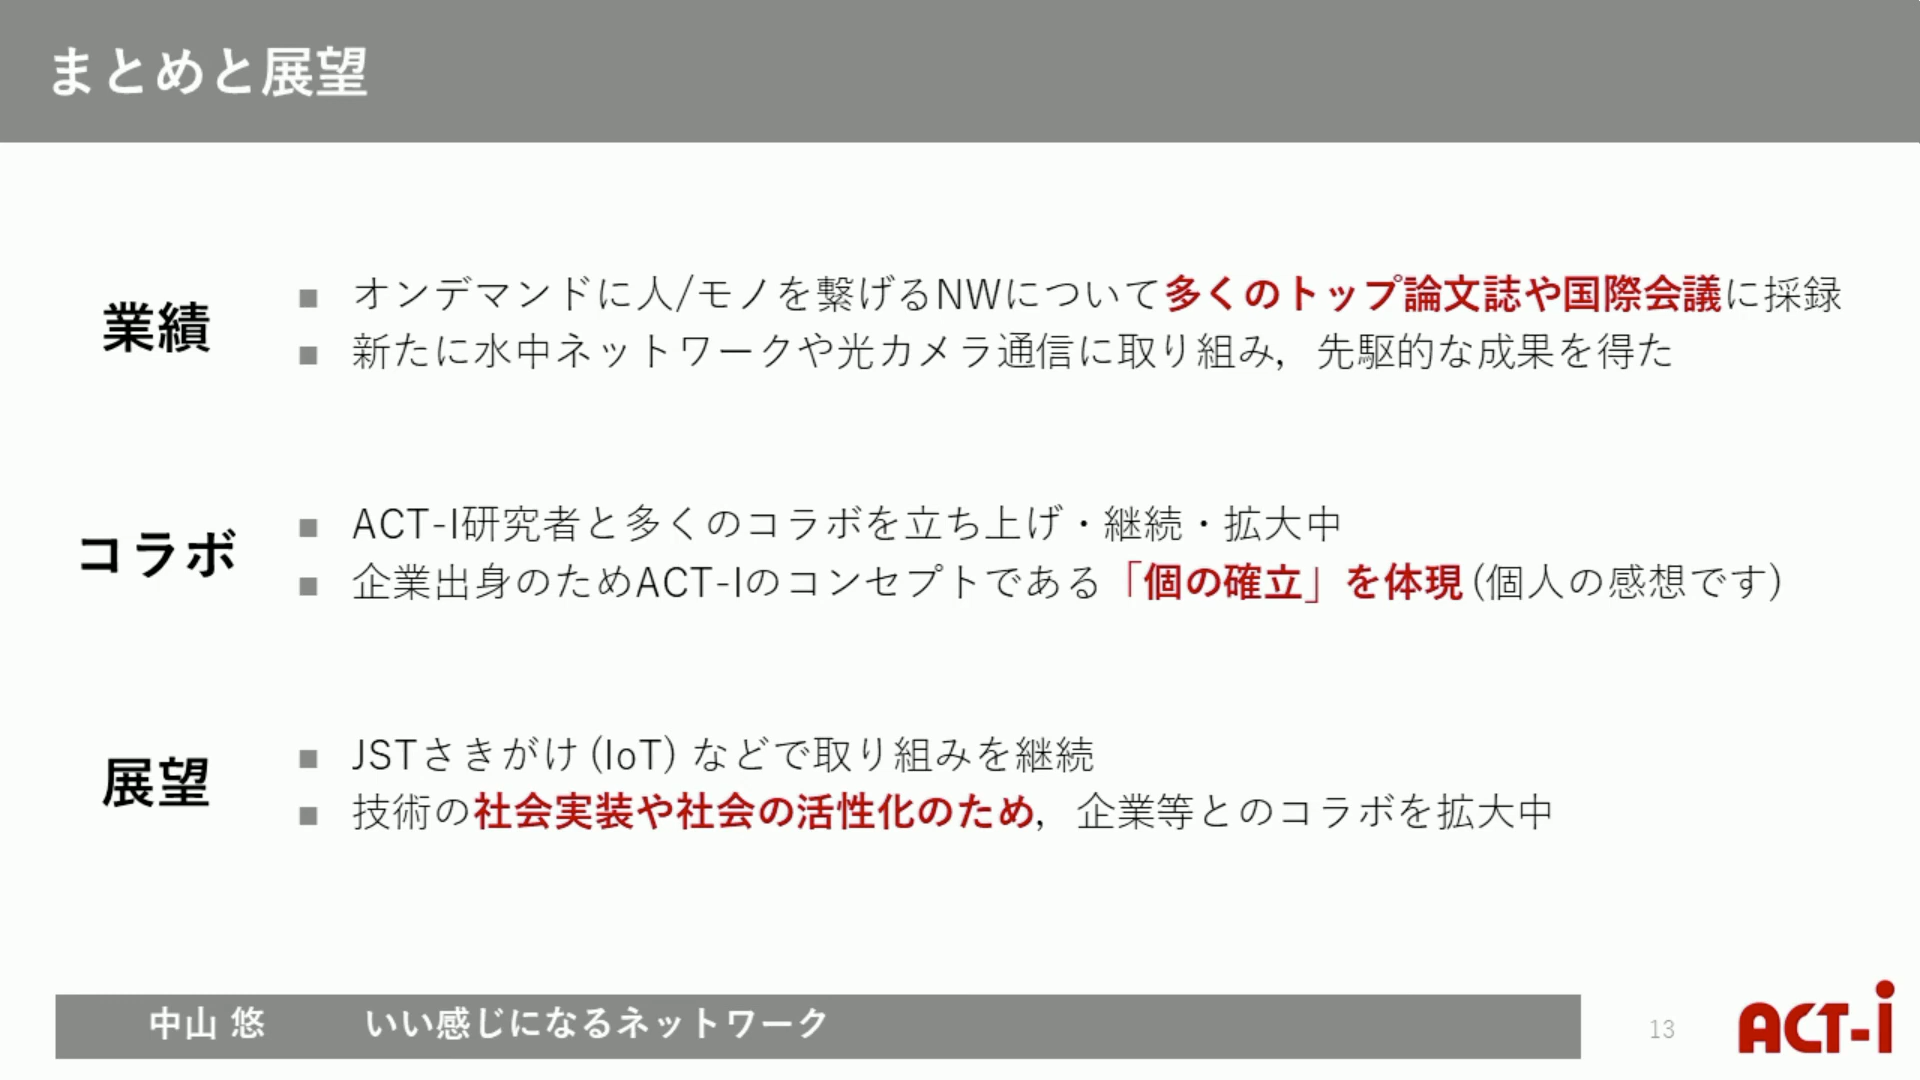 まとめと展望
業績
■ オンデマンドに人/モノを繋げるNWについて多くのトップ論文誌や国際会議に採録
■ 新たに水中ネットワークや光カメラ通信に取り組み，先駆的な成果を得た
コラボ
■ ACT-I研究者と多くのコラボを立ち上げ・継続・拡大中
■ 企業出身のためACT-Iのコンセプトである「個の確立」を体現(個人の感想です)
展望
■ JSTさきがけ(IoT) などで取り組みを継続
■ 技術の社会実装や社会の活性化のため，企業等とのコラボを拡大中
中山 悠 いい感じになるネットワーク
13
ACT-i